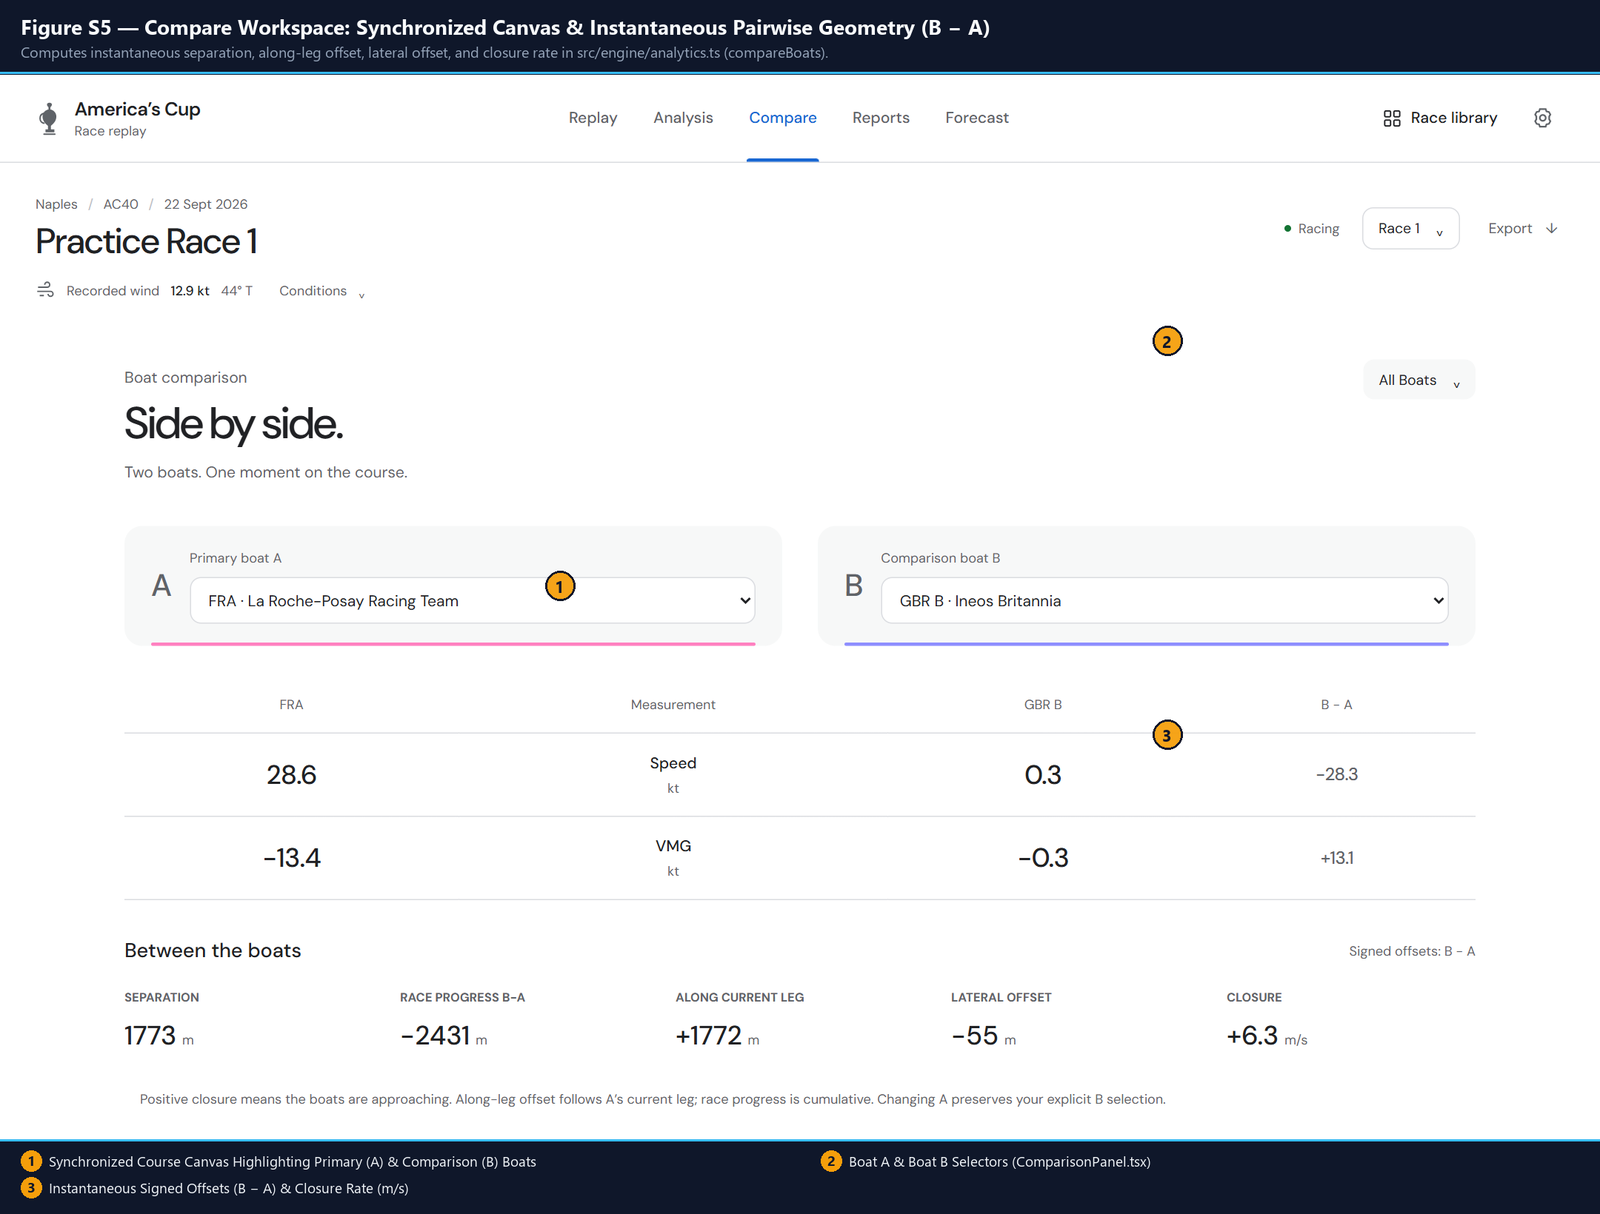 Figure S5 — Compare Workspace: Synchronized Canvas & Instantaneous Pairwise Geometry (B − A)
Computes instantaneous separation, along-leg offset, lateral offset, and closure rate in src/engine/analytics.ts (compareBoats).
America's Cup
Race replay
Replay Analysis Compare Reports Forecast
Race library
Naples / AC40 / 22 Sept 2026
Practice Race 1
Racing
Race 1
Export
Recorded wind 12.9 kt 44° T Conditions
2
Boat comparison
All Boats
Side by side.
Two boats. One moment on the course.
A
Primary boat A
FRA · La Roche-Posay Racing Team
1
B
Comparison boat B
GBR B · Ineos Britannia
FRA Measurement GBR B B − A
3
28.6 Speed kt 0.3 −28.3
−13.4 VMG kt −0.3 +13.1
Between the boats
Signed offsets: B − A
SEPARATION RACE PROGRESS B-A ALONG CURRENT LEG LATERAL OFFSET CLOSURE
1773 m −2431 m +1772 m −55 m +6.3 m/s
Positive closure means the boats are approaching. Along-leg offset follows A's current leg; race progress is cumulative. Changing A preserves your explicit B selection.
1 Synchronized Course Canvas Highlighting Primary (A) & Comparison (B) Boats
2 Boat A & Boat B Selectors (ComparisonPanel.tsx)
3 Instantaneous Signed Offsets (B − A) & Closure Rate (m/s)